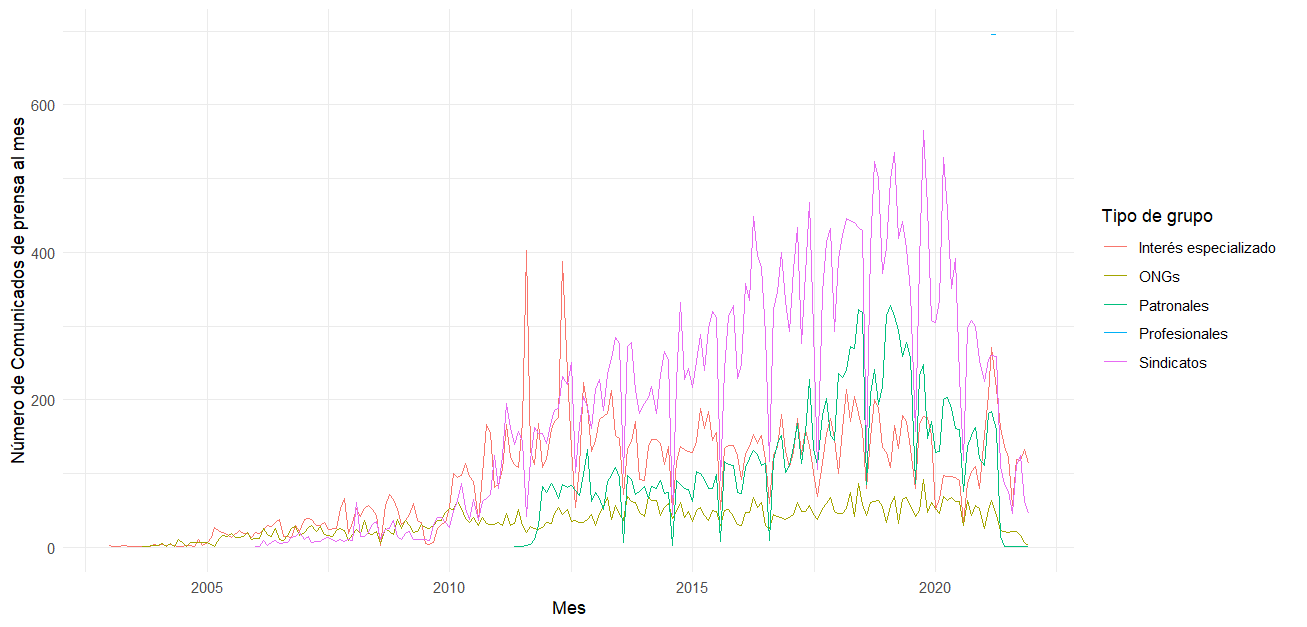 Número de Comunicados de prensa al mes
600
400
200
0
2005 2010 2015 2020
Mes
Tipo de grupo
Interés especializado
ONGs
Patronales
Profesionales
Sindicatos